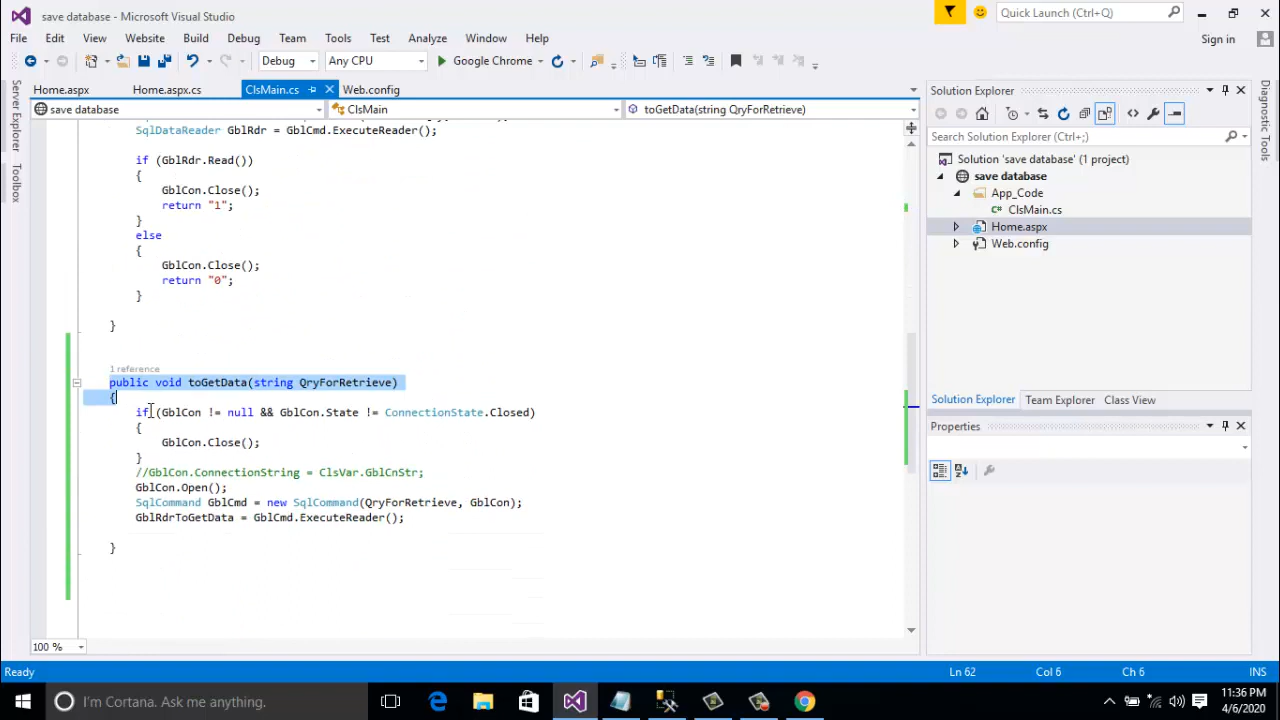 save database - Microsoft Visual Studio
Quick Launch (Ctrl+Q)
File Edit View Website Build Debug Team Tools Test Analyze Window Help
Sign in
Debug Any CPU Google Chrome
Home.aspx Home.aspx.cs ClsMain.cs Web.config
save database ClsMain toGetData(string QryForRetrieve)
Server Explorer
Toolbox
SqlDataReader GblRdr = GblCmd.ExecuteReader();
if (GblRdr.Read())
{
GblCon.Close();
return "1";
}
else
{
GblCon.Close();
return "0";
}
}
1 reference
public void toGetData(string QryForRetrieve)
{
if (GblCon != null && GblCon.State != ConnectionState.Closed)
{
GblCon.Close();
}
//GblCon.ConnectionString = ClsVar.GblCnStr;
GblCon.Open();
SqlCommand GblCmd = new SqlCommand(QryForRetrieve, GblCon);
GblRdrToGetData = GblCmd.ExecuteReader();
}
100 %
Solution Explorer
Search Solution Explorer (Ctrl+;)
Solution 'save database' (1 project)
save database
App_Code
C# ClsMain.cs
Home.aspx
Web.config
Solution Explorer Team Explorer Class View
Properties
Diagnostic Tools
Ready Ln 62 Col 6 Ch 6 INS
I'm Cortana. Ask me anything.
11:36 PM
4/6/2020